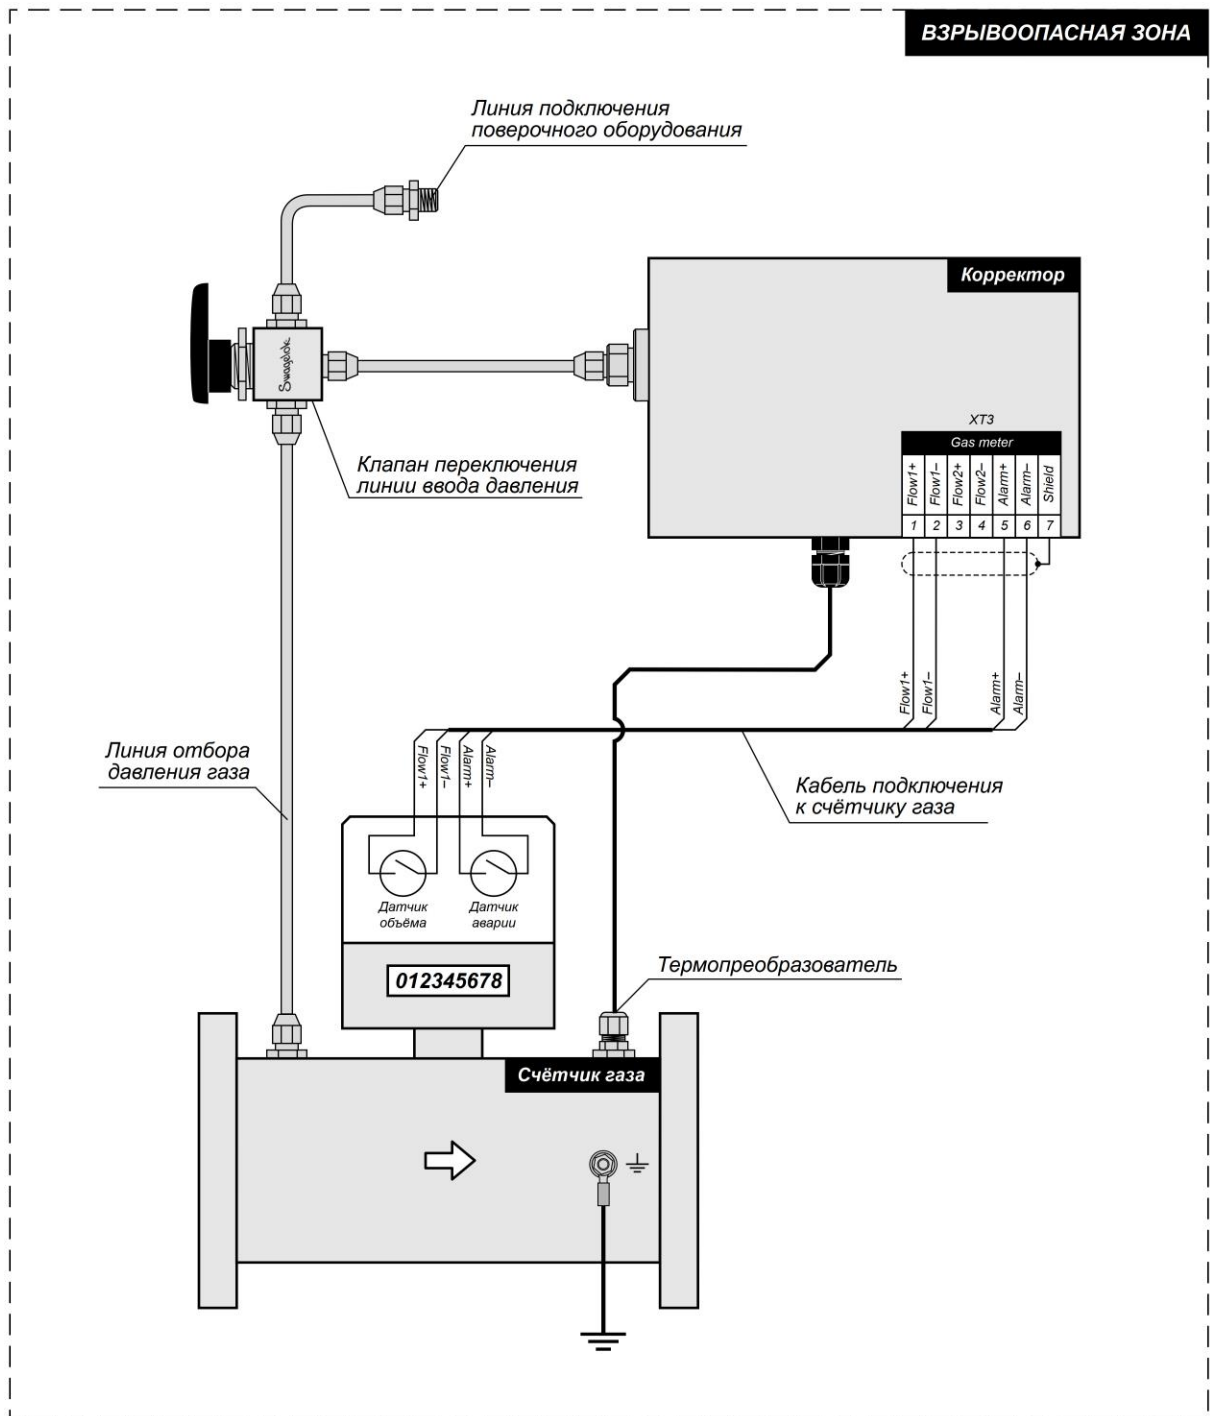 ВЗРЫВООПАСНАЯ ЗОНА
Линия подключения
поверочного оборудования
Корректор
Swagelok
XT3
Gas meter
Flow1+
Flow1–
Flow2+
Flow2–
Alarm+
Alarm–
Shield
1 2 3 4 5 6 7
Клапан переключения
линии ввода давления
Flow1+
Flow1–
Alarm+
Alarm–
Линия отбора
давления газа
Flow1+
Flow1–
Alarm+
Alarm–
Кабель подключения
к счётчику газа
Датчик
объёма
Датчик
аварии
012345678
Термопреобразователь
Счётчик газа